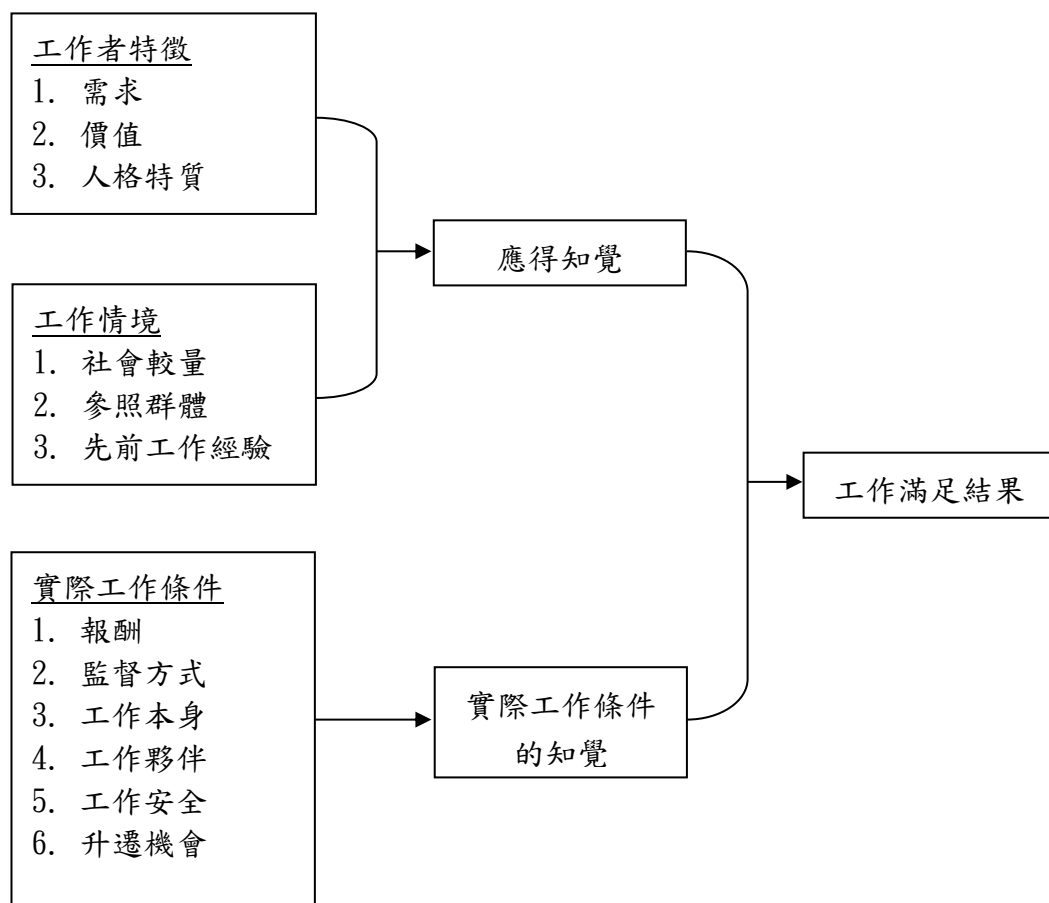 工作者特徵
1. 需求
2. 價值
3. 人格特質
應得知覺
工作情境
1. 社會較量
2. 參照群體
3. 先前工作經驗
工作滿足結果
實際工作條件
1. 報酬
2. 監督方式
3. 工作本身
4. 工作夥伴
5. 工作安全
6. 升遷機會
實際工作條件
的知覺